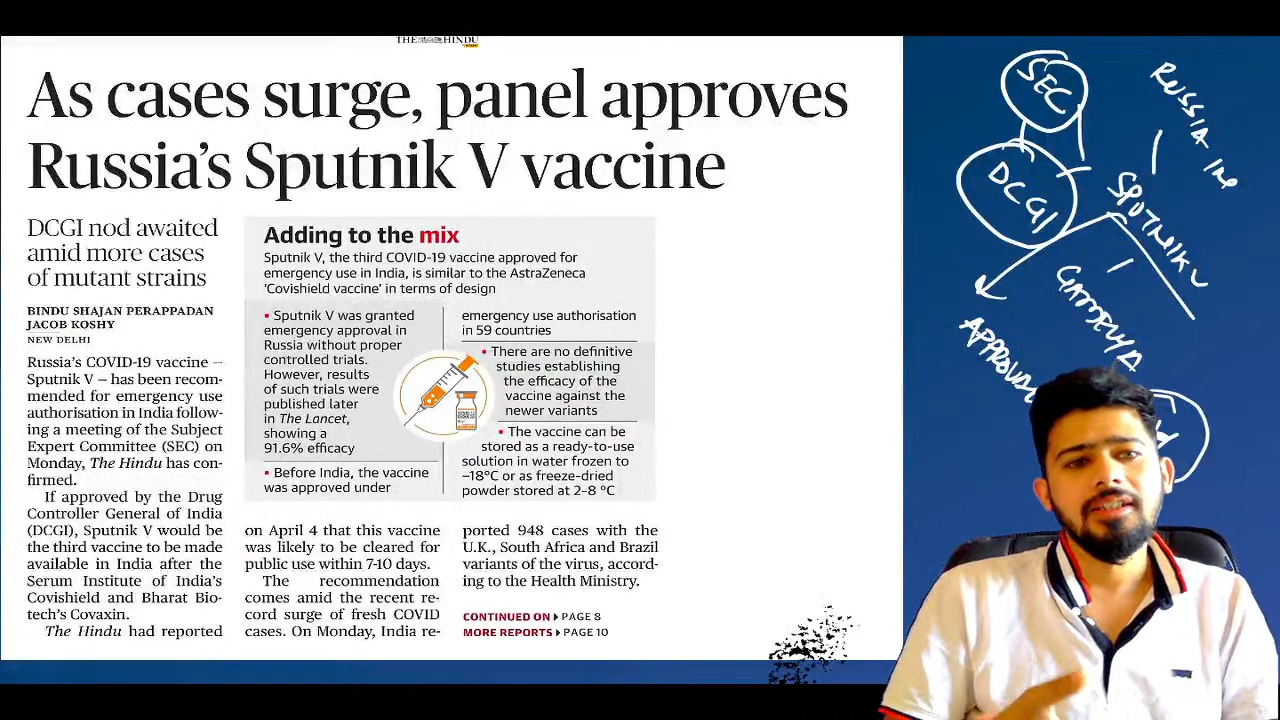 THE HINDU
As cases surge, panel approves
Russia's Sputnik V vaccine
DCGI nod awaited
amid more cases
of mutant strains
BINDU SHAJAN PERAPPADAN
JACOB KOSHY
NEW DELHI
Russia's COVID-19 vaccine —
Sputnik V — has been recom-
mended for emergency use
authorisation in India follow-
ing a meeting of the Subject
Expert Committee (SEC) on
Monday, The Hindu has con-
firmed.
If approved by the Drug
Controller General of India
(DCGI), Sputnik V would be
the third vaccine to be made
available in India after the
Serum Institute of India's
Covishield and Bharat Bio-
tech's Covaxin.
The Hindu had reported
Adding to the mix
Sputnik V, the third COVID-19 vaccine approved for
emergency use in India, is similar to the AstraZeneca
'Covishield vaccine' in terms of design
• Sputnik V was granted
emergency approval in
Russia without proper
controlled trials.
However, results
of such trials were
published later
in The Lancet,
showing a
91.6% efficacy
• Before India, the vaccine
was approved under
emergency use authorisation
in 59 countries
• There are no definitive
studies establishing
the efficacy of the
vaccine against the
newer variants
• The vaccine can be
stored as a ready-to-use
solution in water frozen to
–18°C or as freeze-dried
powder stored at 2-8 °C
on April 4 that this vaccine
was likely to be cleared for
public use within 7-10 days.
The recommendation
comes amid the recent re-
cord surge of fresh COVID
cases. On Monday, India re-
ported 948 cases with the
U.K., South Africa and Brazil
variants of the virus, accord-
ing to the Health Ministry.
CONTINUED ON PAGE 8
MORE REPORTS PAGE 10
SEC
DCGI
APPROVAL
RUSSIA
SPUTNIK V